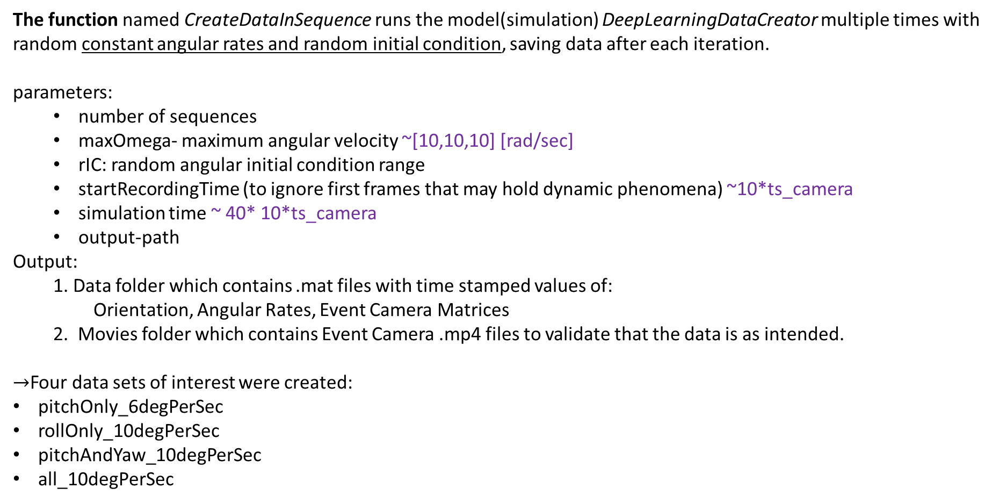 The function named CreateDataInSequence runs the model(simulation) DeepLearningDataCreator multiple times with
random constant angular rates and random initial condition, saving data after each iteration.
parameters:
• number of sequences
• maxOmega- maximum angular velocity ~[10,10,10] [rad/sec]
• rIC: random angular initial condition range
• startRecordingTime (to ignore first frames that may hold dynamic phenomena) ~10*ts_camera
• simulation time ~ 40* 10*ts_camera
• output-path
Output:
1. Data folder which contains .mat files with time stamped values of:
Orientation, Angular Rates, Event Camera Matrices
2. Movies folder which contains Event Camera .mp4 files to validate that the data is as intended.
→Four data sets of interest were created:
• pitchOnly_6degPerSec
• rollOnly_10degPerSec
• pitchAndYaw_10degPerSec
• all_10degPerSec